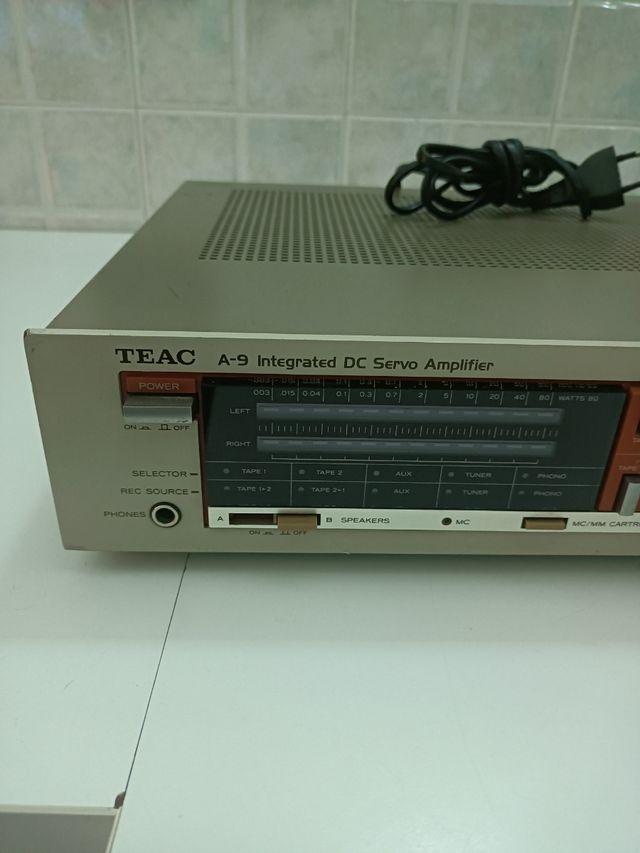 TEAC A-9 Integrated DC Servo Amplifier
POWER
.003 .015 0.04 0.1 0.3 0.7 2 5 10 20 40 80 WATTS 8Ω
LEFT
ON OFF
RIGHT
SELECTOR TAPE 1 TAPE 2 AUX TUNER PHONO
REC SOURCE TAPE 1▸2 TAPE 2▸1 AUX TUNER PHONO
PHONES
A B SPEAKERS MC MC/MM CARTR
ON OFF
TAPE